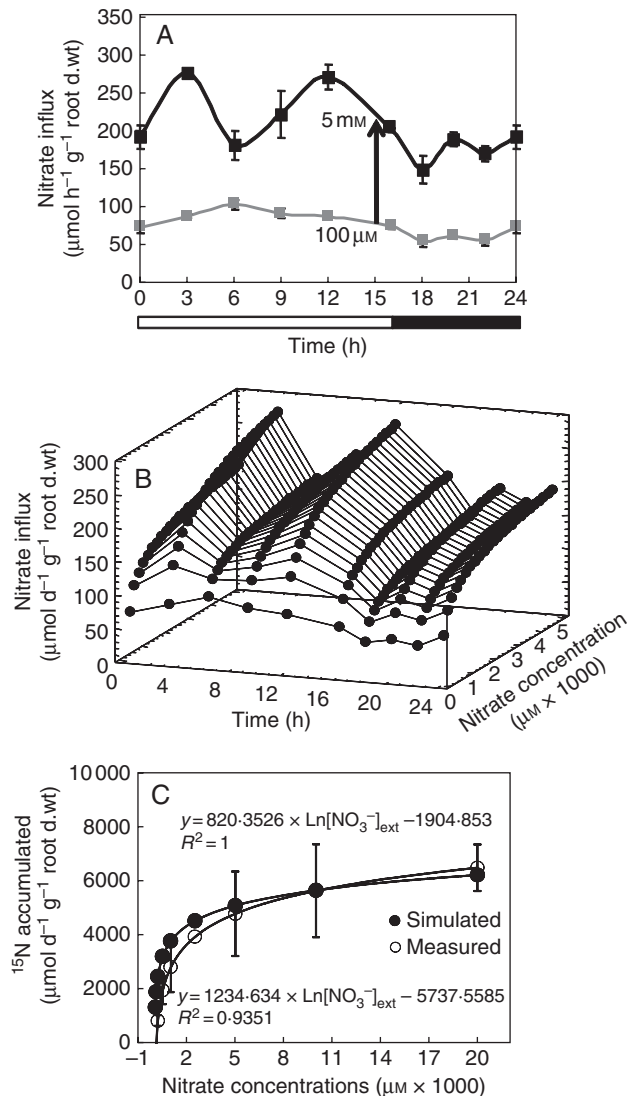 A
350
300
250
200
150
100
50
0
Nitrate influx
(µmol h⁻¹ g⁻¹ root d.wt)
5 mM
100 µM
0 3 6 9 12 15 18 21 24
Time (h)
B
300
250
200
150
100
50
0
Nitrate influx
(µmol d⁻¹ g⁻¹ root d.wt)
0 4 8 12 16 20 24
Time (h)
0 1 2 3 4 5
Nitrate concentration
(µM × 1000)
C
10 000
8000
6000
4000
2000
0
¹⁵N accumulated
(µmol d⁻¹ g⁻¹ root d.wt)
y = 820·3526 × Ln[NO₃⁻]ext −1904·853
R² = 1
Simulated
Measured
y = 1234·634 × Ln[NO₃⁻]ext − 5737·5585
R² = 0·9351
−1 2 5 8 11 14 17 20
Nitrate concentrations (µM × 1000)